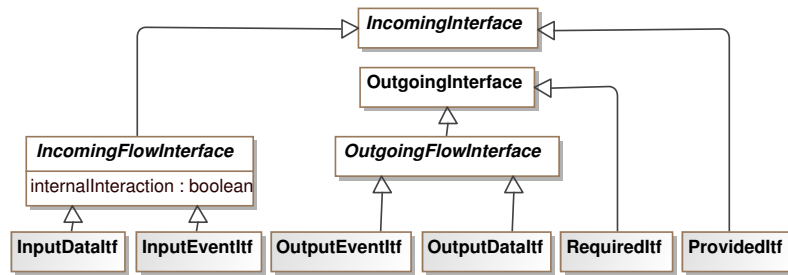 IncomingInterface
OutgoingInterface
IncomingFlowInterface
OutgoingFlowInterface
internalInteraction : boolean
InputDataItf
InputEventItf
OutputEventItf
OutputDataItf
RequiredItf
ProvidedItf